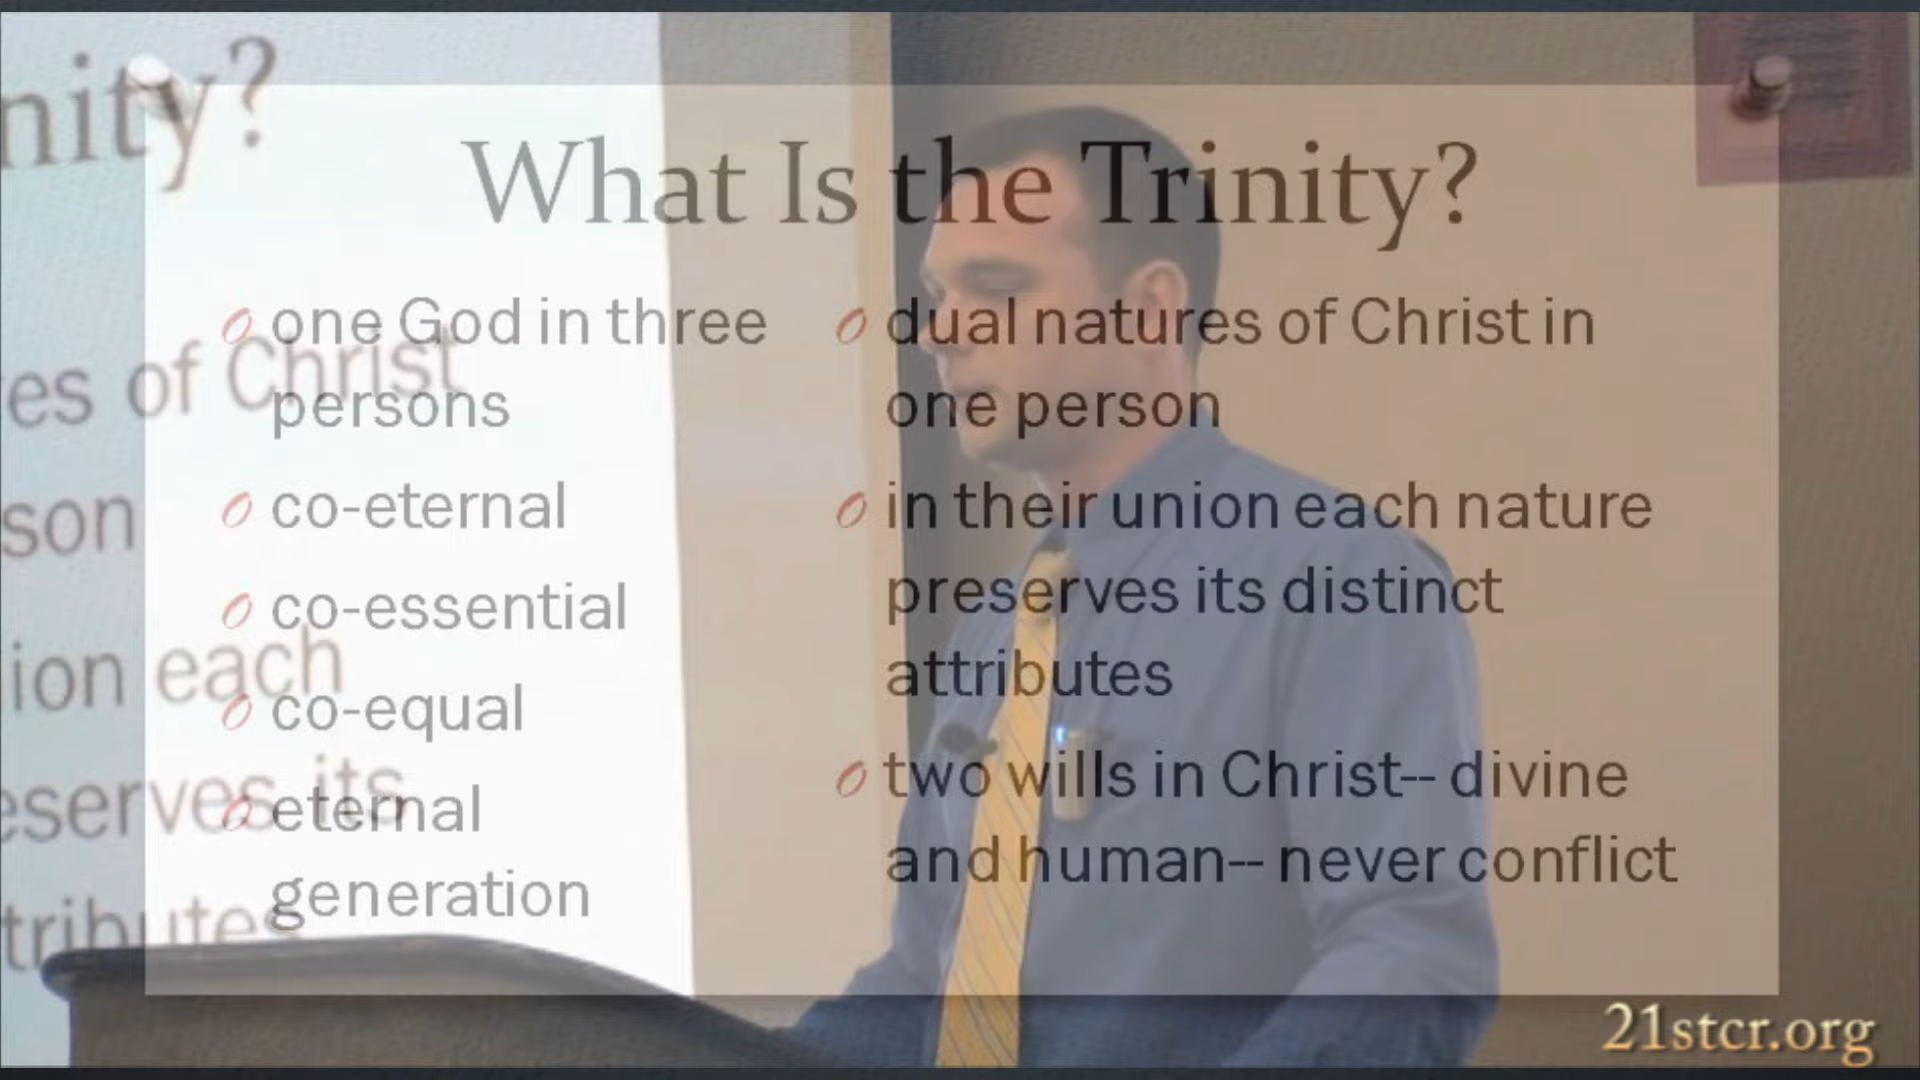 What Is the Trinity?
one God in three
persons
co-eternal
co-essential
co-equal
eternal
generation
dual natures of Christ in
one person
in their union each nature
preserves its distinct
attributes
two wills in Christ-- divine
and human-- never conflict
nity?
es of Christ
son
ion each
eserves its
tributes
21stcr.org